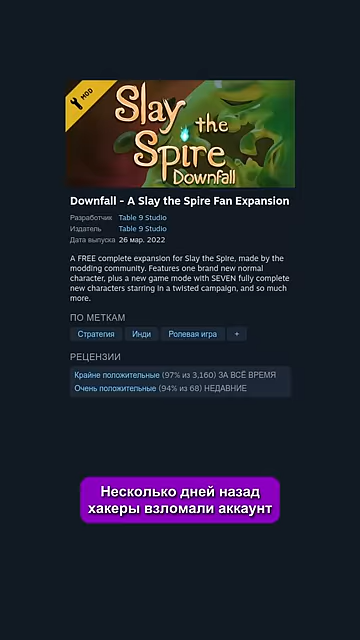 MOD
Slay
the
Spire
Downfall
Downfall - A Slay the Spire Fan Expansion
Разработчик Table 9 Studio
Издатель Table 9 Studio
Дата выпуска 26 мар. 2022
A FREE complete expansion for Slay the Spire, made by the
modding community. Features one brand new normal
character, plus a new game mode with SEVEN fully complete
new characters starring in a twisted campaign, and so much
more.
ПО МЕТКАМ
Стратегия Инди Ролевая игра +
РЕЦЕНЗИИ
Крайне положительные (97% из 3,160) ЗА ВСЁ ВРЕМЯ
Очень положительные (94% из 68) НЕДАВНИЕ
Несколько дней назад
хакеры взломали аккаунт